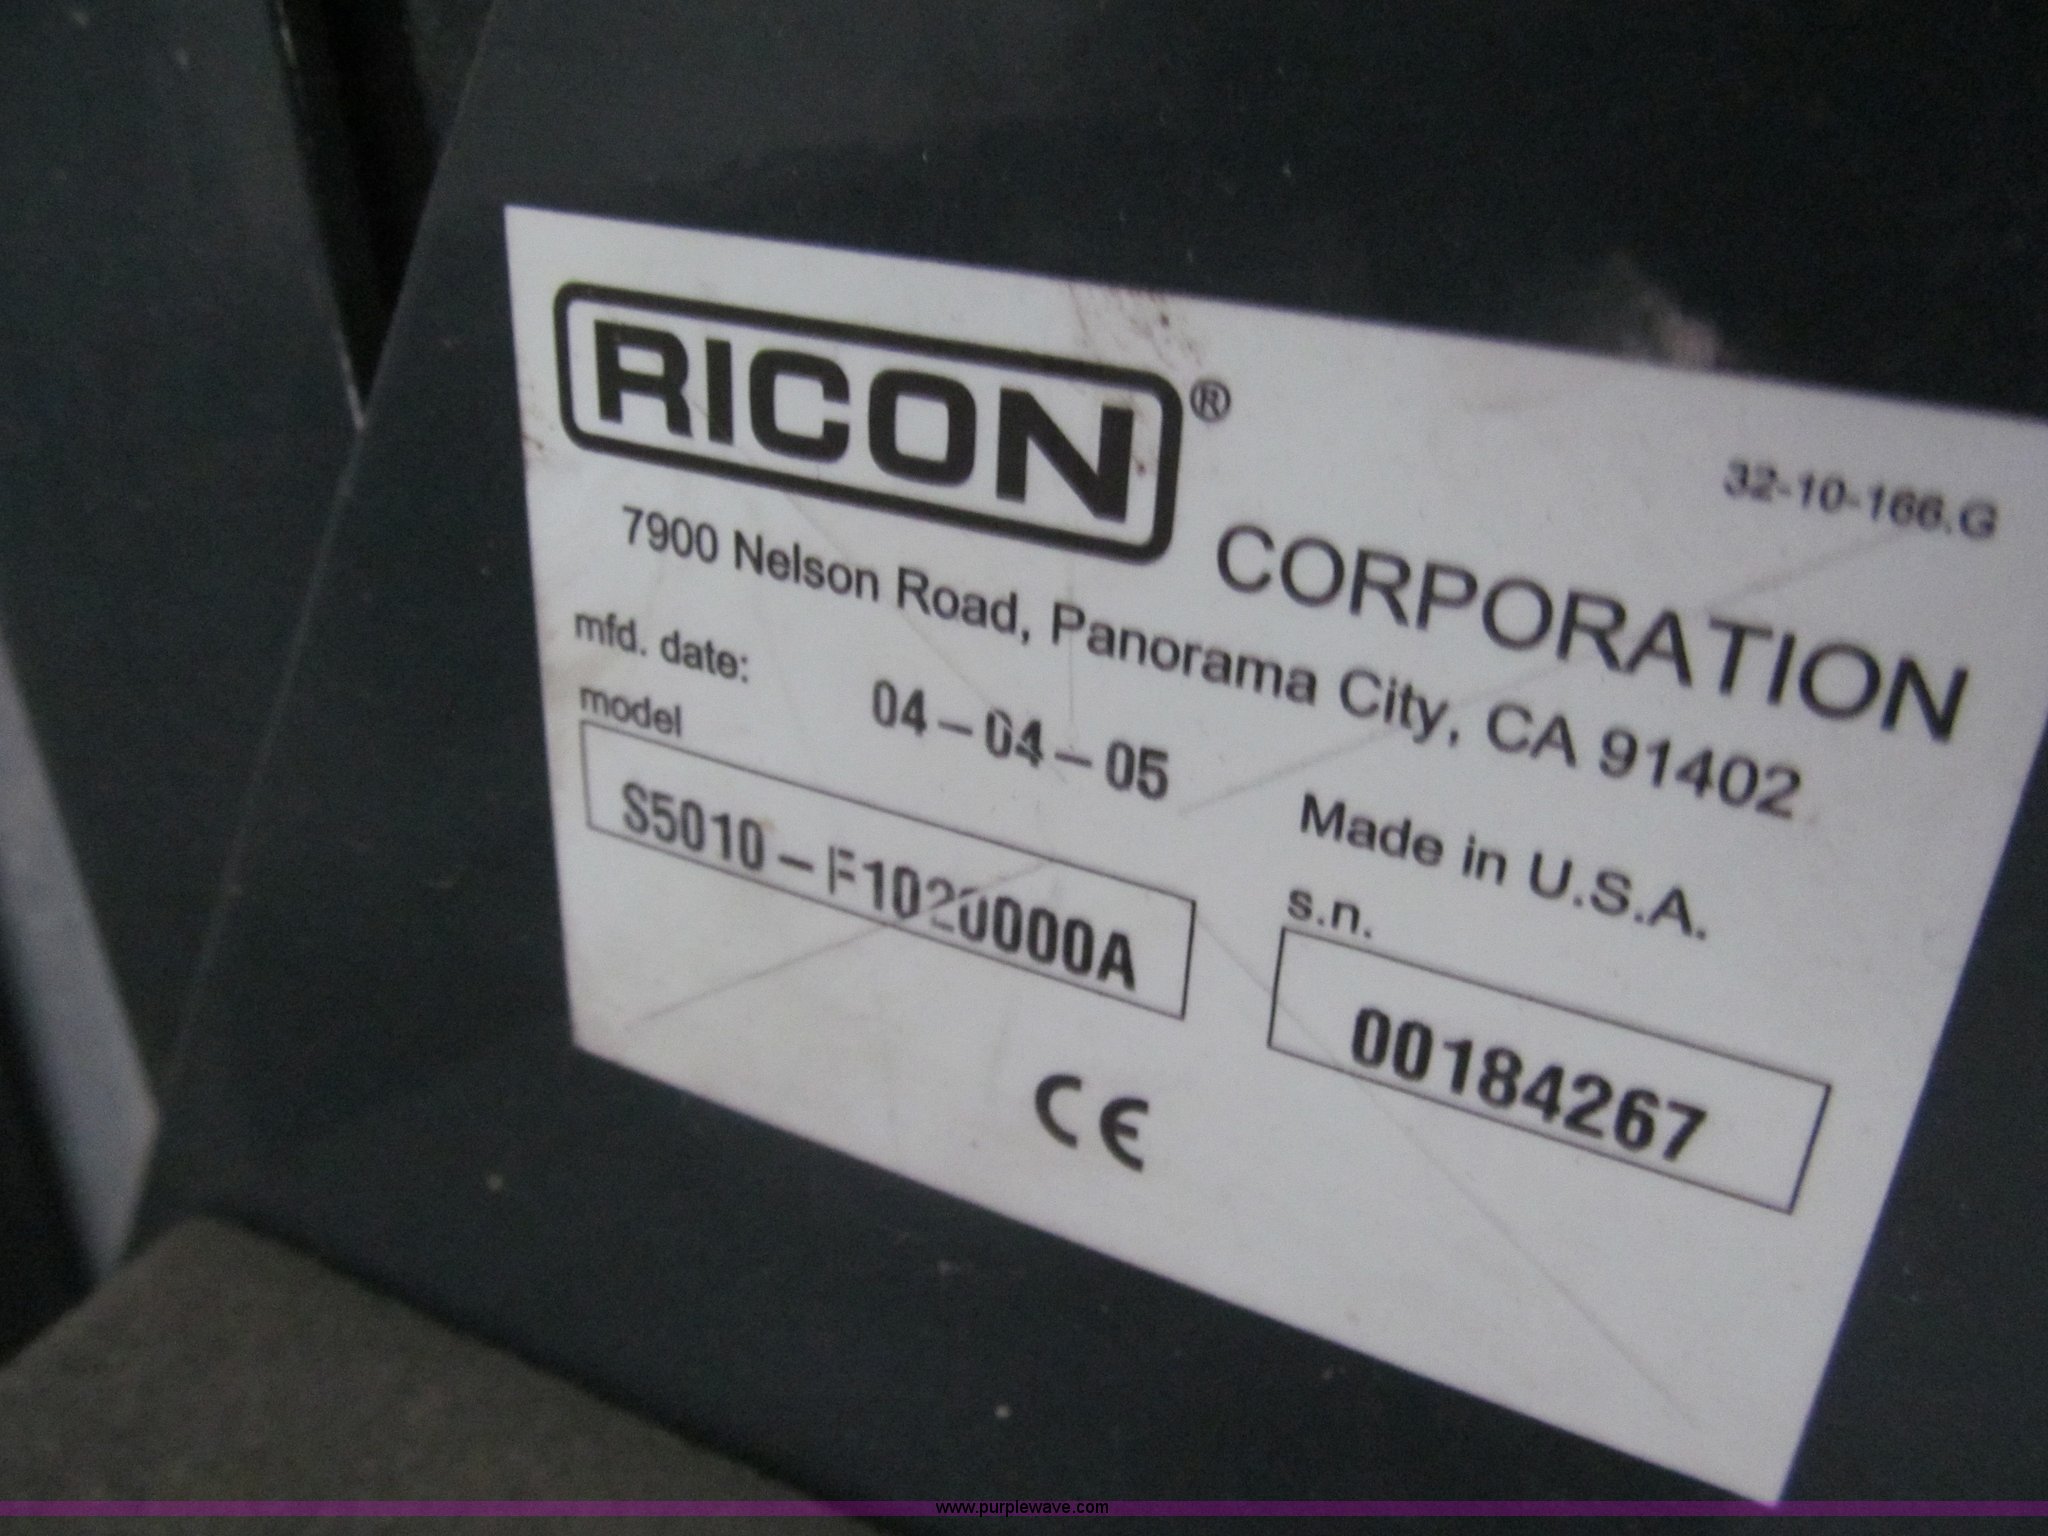 RICON® CORPORATION
32-10-166.G
7900 Nelson Road, Panorama City, CA 91402
mfd. date: 04-04-05 Made in U.S.A.
model s.n.
S5010-F1020000A 00184267
CE
www.purplewave.com